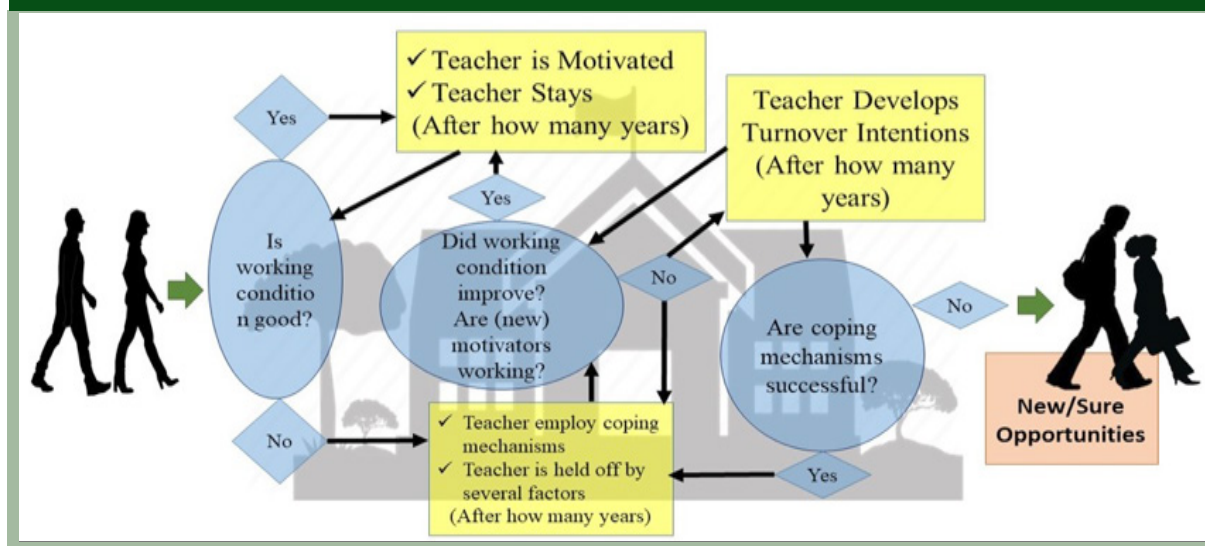 ✓ Teacher is Motivated
✓ Teacher Stays
(After how many years)
Yes
Is
working
conditio
n good?
No
Yes
Did working
condition
improve?
Are (new)
motivators
working?
No
✓ Teacher employ coping
mechanisms
✓ Teacher is held off by
several factors
(After how many years)
Teacher Develops
Turnover Intentions
(After how many
years)
Are coping
mechanisms
successful?
Yes
No
New/Sure
Opportunities